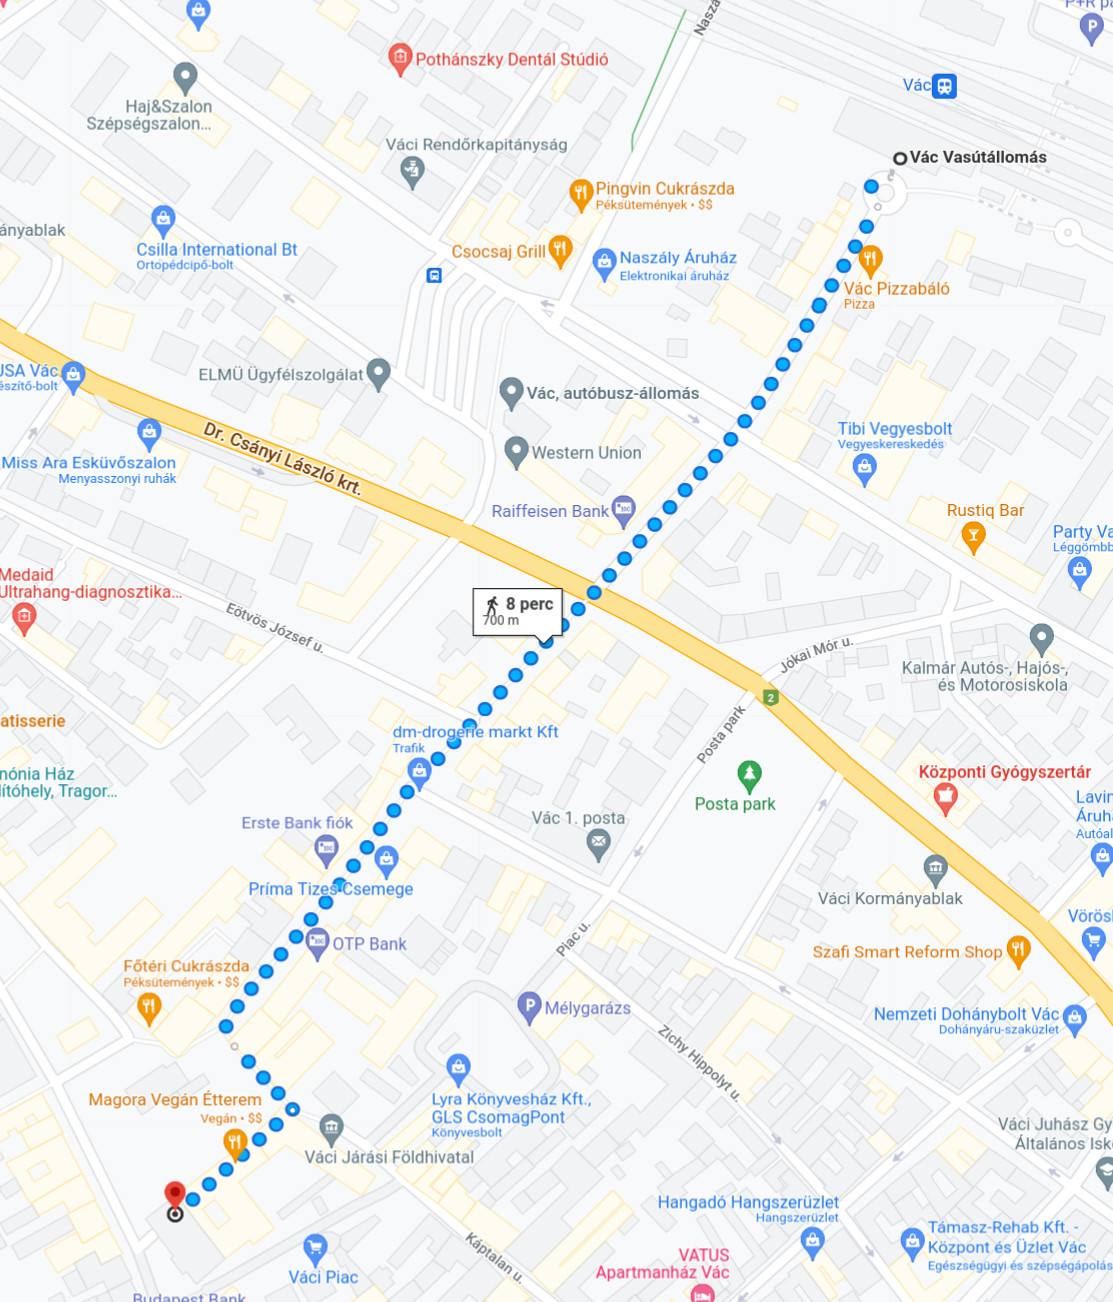 P+R
P
Naszá
Pothánszky Dentál Stúdió
Vác
Haj&Szalon
Szépségszalon...
Váci Rendőrkapitányság
Vác Vasútállomás
Pingvin Cukrászda
Péksütemények • $$
ányablak
Csilla International Bt
Ortopédcipő-bolt
Csocsaj Grill
Naszály Áruház
Elektronikai áruház
Vác Pizzabáló
Pizza
USA Vác
észítő-bolt
ELMÜ Ügyfélszolgálat
Vác, autóbusz-állomás
Dr. Csányi László krt.
Tibi Vegyesbolt
Vegyeskereskedés
Miss Ara Esküvőszalon
Menyasszonyi ruhák
Western Union
Raiffeisen Bank
Rustiq Bar
Party Va
Léggömbb
Medaid
Ultrahang-diagnosztika...
8 perc
700 m
Eötvös József u.
Jókai Mór u.
Kalmár Autós-, Hajós-,
és Motorosiskola
2
atisserie
Posta park
dm-drogerie markt Kft
Trafik
nónia Ház
lítóhely, Tragor...
Központi Gyógyszertár
Posta park
Lavin
Áruh
Autóal
Vác 1. posta
Erste Bank fiók
Príma Tizes Csemege
Váci Kormányablak
Vörösl
OTP Bank
Piac u.
Szafi Smart Reform Shop
Főtéri Cukrászda
Péksütemények • $$
P
Mélygarázs
Nemzeti Dohánybolt Vác
Dohányáru-szaküzlet
Zichy Hippolyt u.
Magora Vegán Étterem
Vegán • $$
Lyra Könyvesház Kft.,
GLS CsomagPont
Könyvesbolt
Váci Járási Földhivatal
Váci Juhász Gy
Általános Isk
Hangadó Hangszerüzlet
Hangszerüzlet
Támasz-Rehab Kft. -
Központ és Üzlet Vác
Egészségügyi és szépségápolás
Káptalan u.
Váci Piac
VATUS
Apartmanház Vác
Budapest Bank